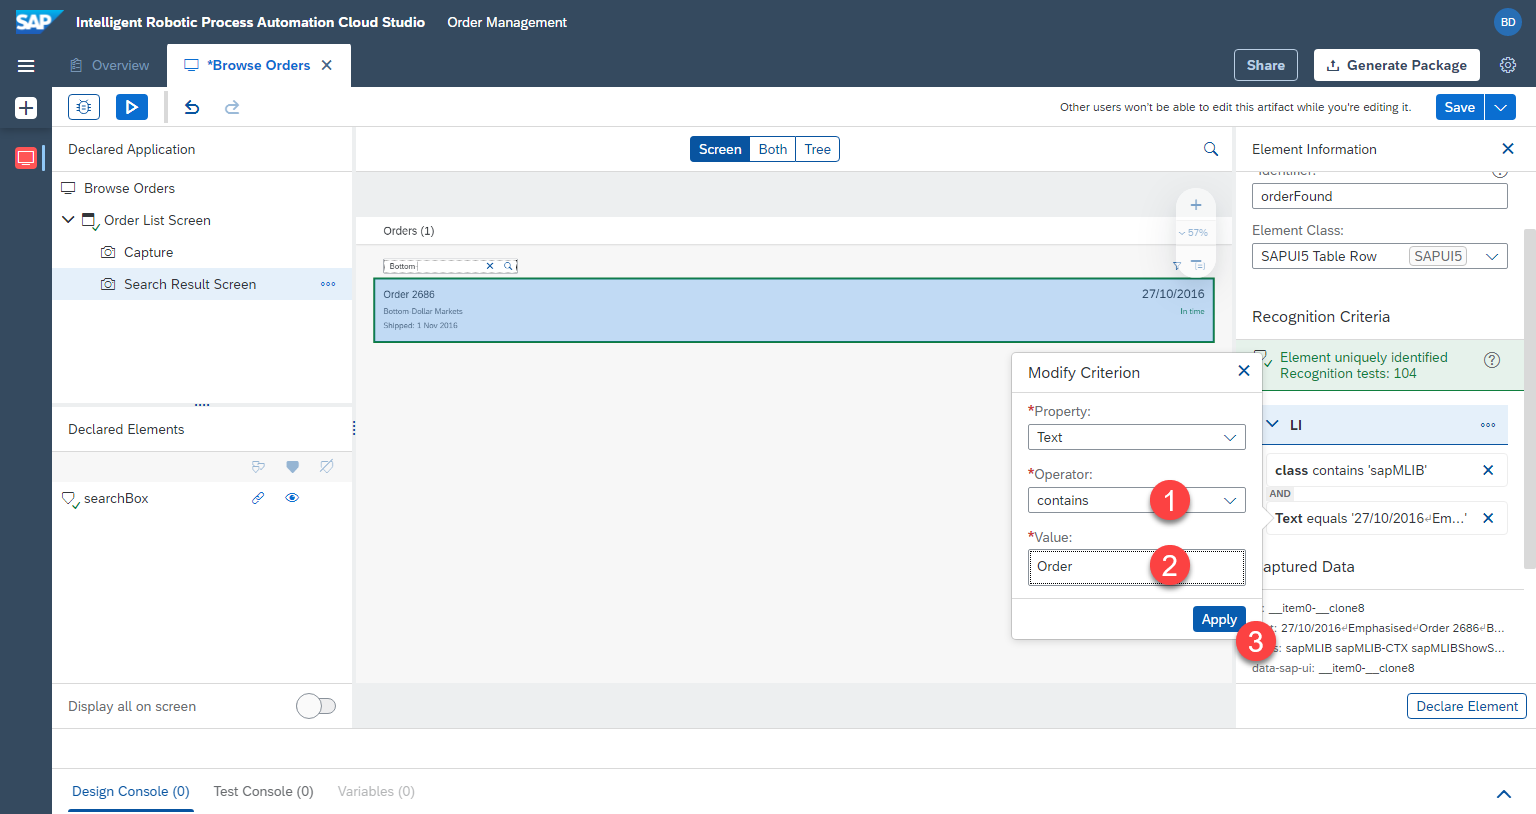 SAP Intelligent Robotic Process Automation Cloud Studio Order Management BD
Overview *Browse Orders Share Generate Package
Other users won't be able to edit this artifact while you're editing it. Save
Declared Application
Browse Orders
Order List Screen
Capture
Search Result Screen
Declared Elements
searchBox
Display all on screen
Screen Both Tree
57%
Orders (1)
Bottom
Order 2686 27/10/2016
Bottom-Dollar Markets In time
Shipped: 1 Nov 2016
Modify Criterion
*Property:
Text
*Operator:
contains 1
*Value:
Order 2
Apply
3
Element Information
orderFound
Element Class:
SAPUI5 Table Row SAPUI5
Recognition Criteria
Element uniquely identified
Recognition tests: 104
LI
class contains 'sapMLIB'
AND
Text equals '27/10/2016↵Em...'
aptured Data
: __item0-__clone8
t: 27/10/2016↵Emphasised↵Order 2686↵B...
s: sapMLIB sapMLIB-CTX sapMLIBShowS...
data-sap-ui: __item0-__clone8
Declare Element
Design Console (0) Test Console (0) Variables (0)